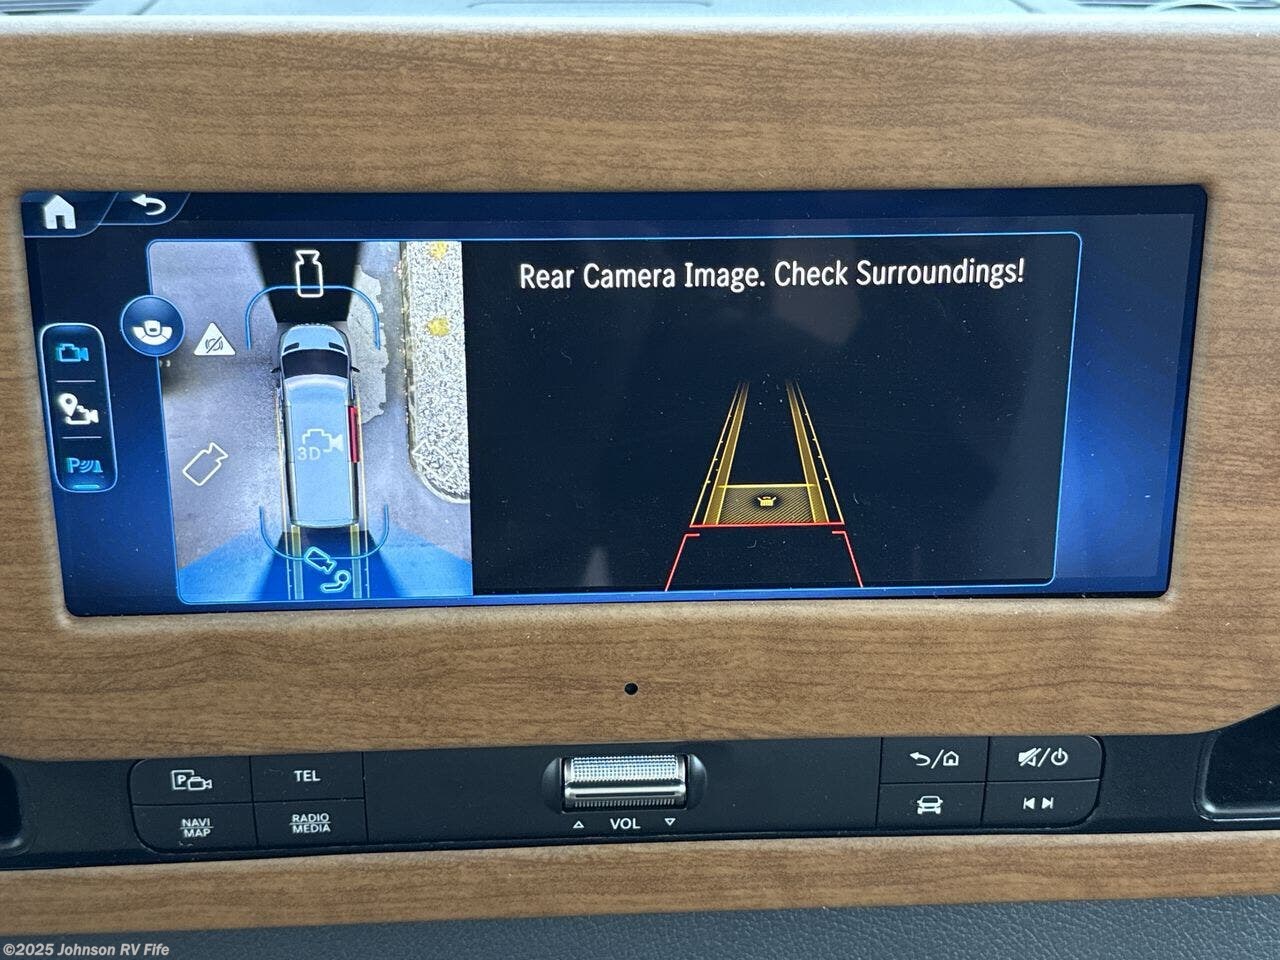 Rear Camera Image. Check Surroundings!
3D
P
P
TEL
NAVI
MAP
RADIO
MEDIA
VOL
©2025 Johnson RV Fife